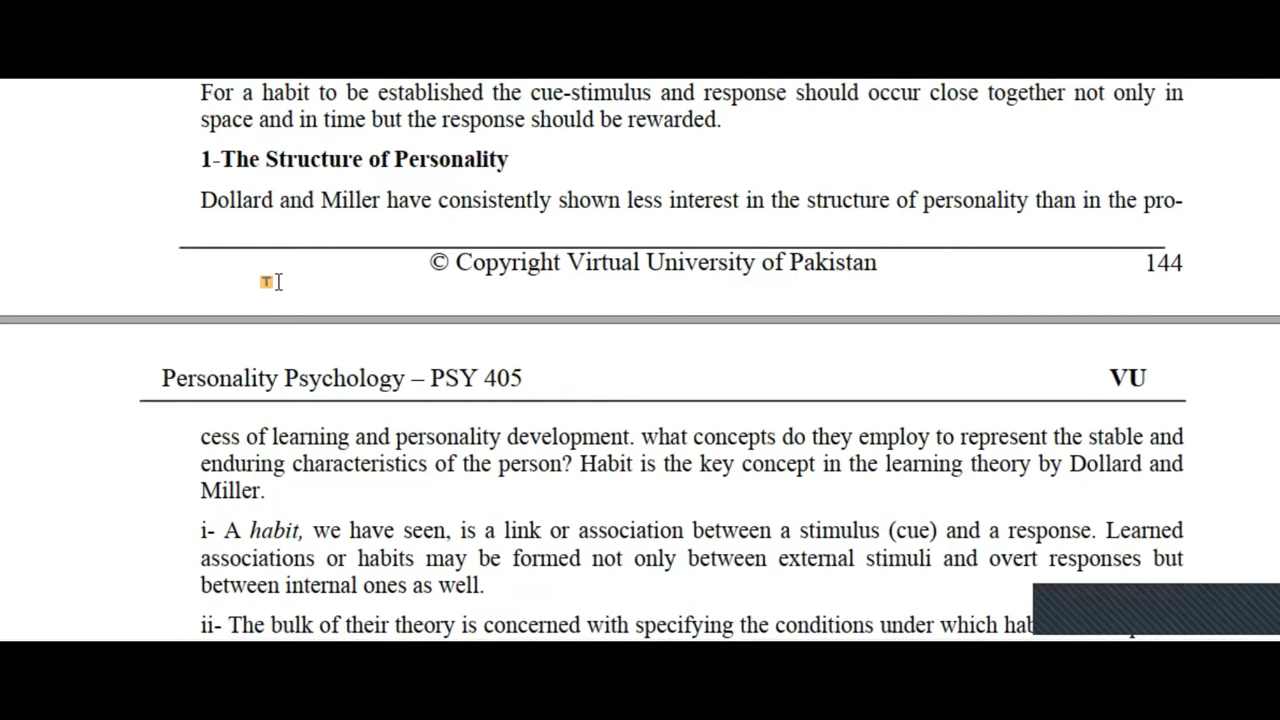 For a habit to be established the cue-stimulus and response should occur close together not only in
space and in time but the response should be rewarded.
1-The Structure of Personality
Dollard and Miller have consistently shown less interest in the structure of personality than in the pro-
© Copyright Virtual University of Pakistan 144
T
Personality Psychology – PSY 405 VU
cess of learning and personality development. what concepts do they employ to represent the stable and
enduring characteristics of the person? Habit is the key concept in the learning theory by Dollard and
Miller.
i- A habit, we have seen, is a link or association between a stimulus (cue) and a response. Learned
associations or habits may be formed not only between external stimuli and overt responses but
between internal ones as well.
ii- The bulk of their theory is concerned with specifying the conditions under which